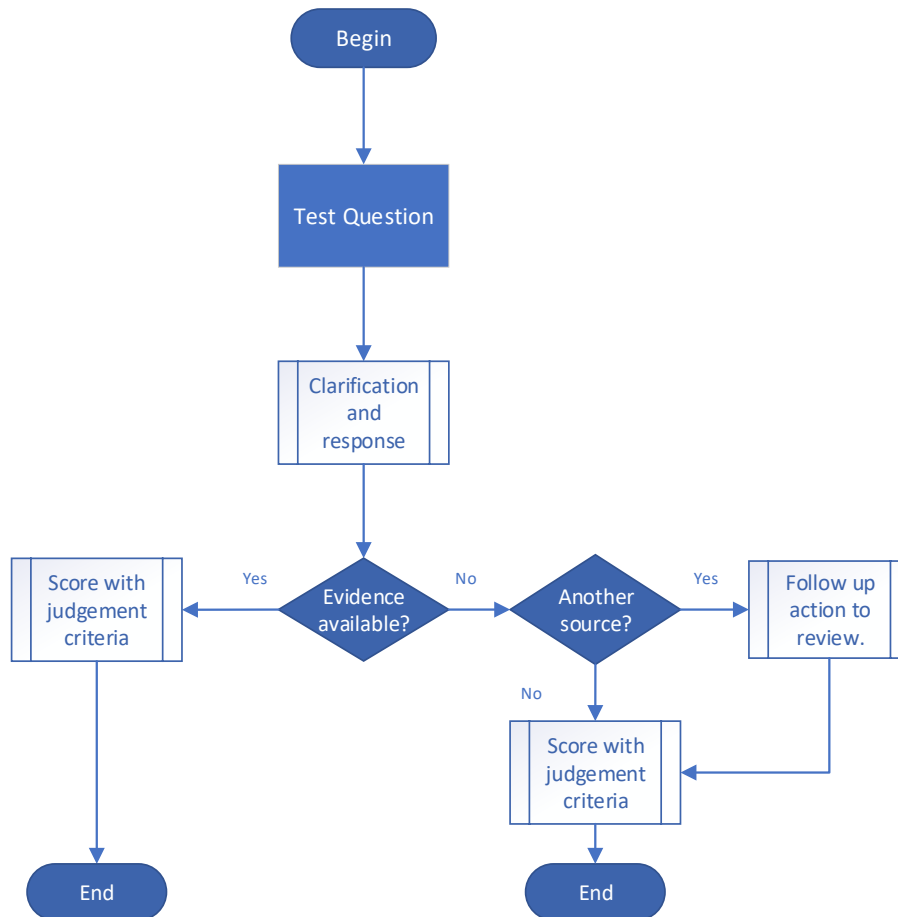 Begin
Test Question
Clarification
and
response
Score with
judgement
criteria
Yes
Evidence
available?
No
Another
source?
Yes
Follow up
action to
review.
No
Score with
judgement
criteria
End
End